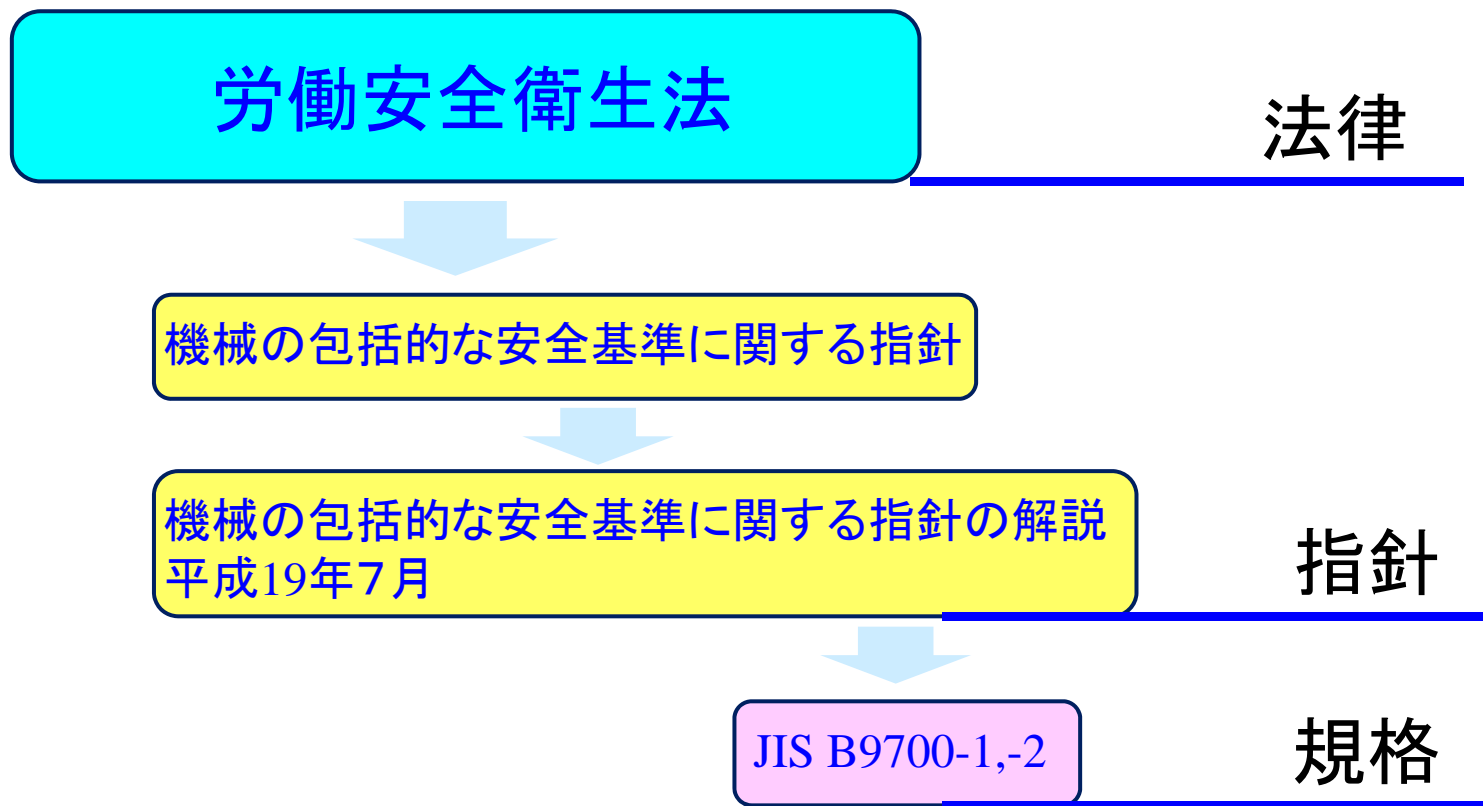 労働安全衛生法
法律
機械の包括的な安全基準に関する指針
機械の包括的な安全基準に関する指針の解説
平成19年７月
指針
JIS B9700-1,-2
規格